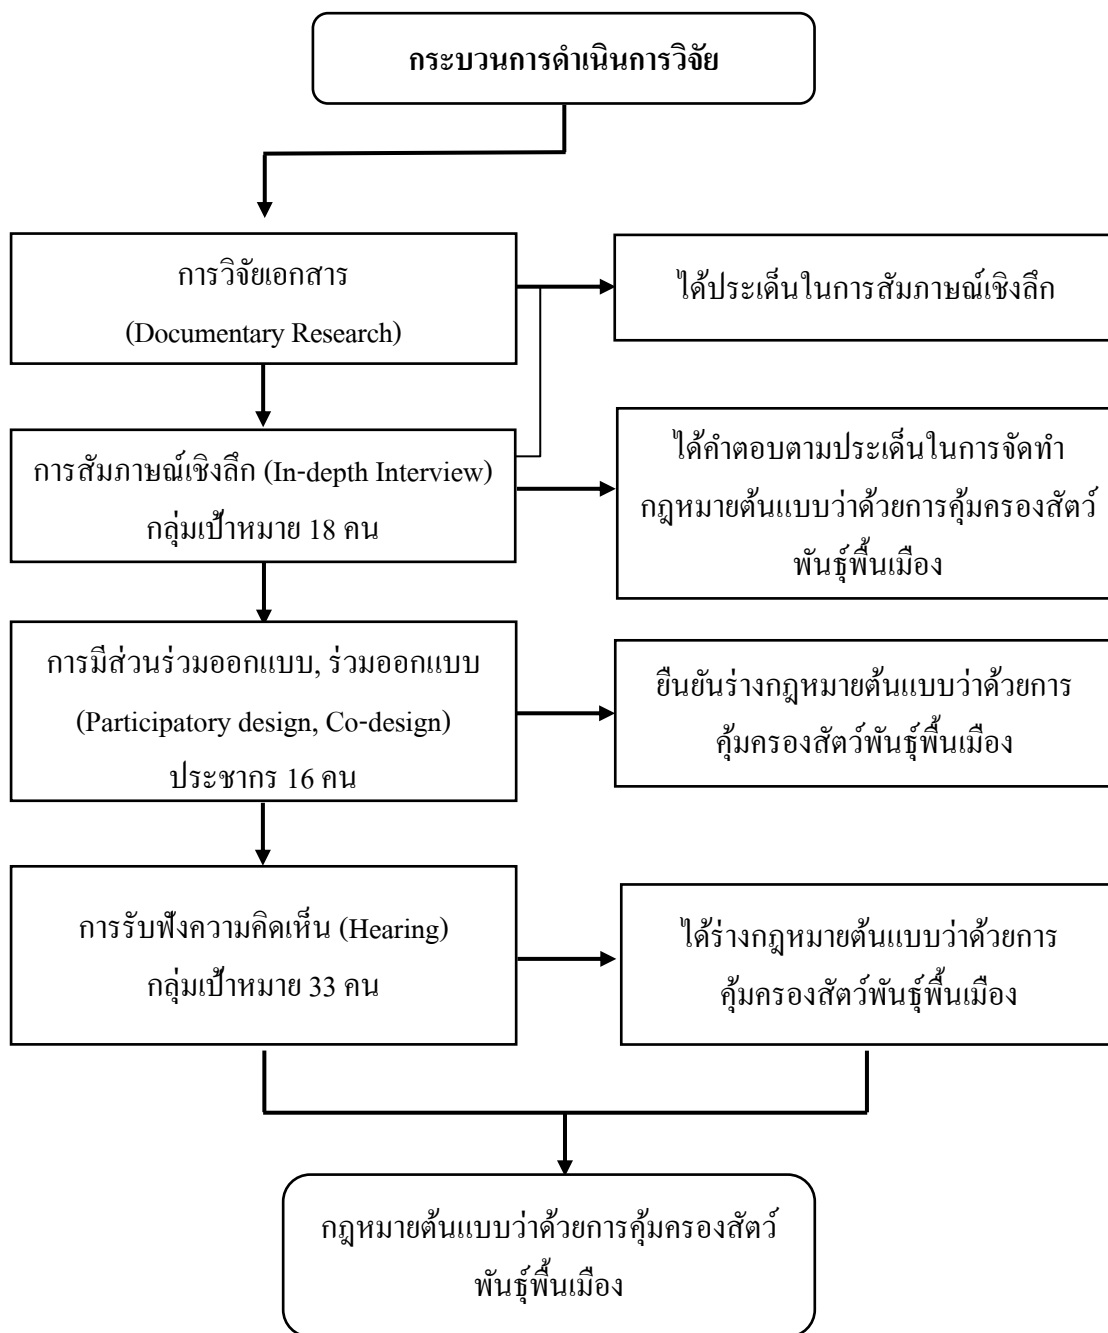 กระบวนการดำเนินการวิจัย
การวิจัยเอกสาร
(Documentary Research)
ได้ประเด็นในการสัมภาษณ์เชิงลึก
การสัมภาษณ์เชิงลึก (In-depth Interview)
กลุ่มเป้าหมาย 18 คน
ได้คำตอบตามประเด็นในการจัดทำ
กฎหมายต้นแบบว่าด้วยการคุ้มครองสัตว์
พันธุ์พื้นเมือง
การมีส่วนร่วมออกแบบ, ร่วมออกแบบ
(Participatory design, Co-design)
ประชากร 16 คน
ยืนยันร่างกฎหมายต้นแบบว่าด้วยการ
คุ้มครองสัตว์พันธุ์พื้นเมือง
การรับฟังความคิดเห็น (Hearing)
กลุ่มเป้าหมาย 33 คน
ได้ร่างกฎหมายต้นแบบว่าด้วยการ
คุ้มครองสัตว์พันธุ์พื้นเมือง
กฎหมายต้นแบบว่าด้วยการคุ้มครองสัตว์
พันธุ์พื้นเมือง